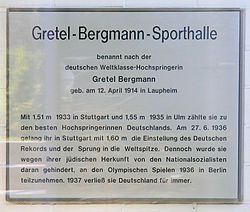 Gretel-Bergmann-Sporthalle
benannt nach der
deutschen Weltklasse-Hochspringerin
Gretel Bergmann
geb. am 12. April 1914 in Laupheim
Mit 1,51 m 1933 in Stuttgart und 1,55 m 1935 in Ulm zählte sie zu
den besten Hochspringerinnen Deutschlands. Am 27. 6. 1936
gelang ihr in Stuttgart mit 1,60 m die Einstellung des Deutschen
Rekords und der Sprung in die Weltspitze. Dennoch wurde sie
wegen ihrer jüdischen Herkunft von den Nationalsozialisten
daran gehindert, an den Olympischen Spielen 1936 in Berlin
teilzunehmen. 1937 verließ sie Deutschland für immer.